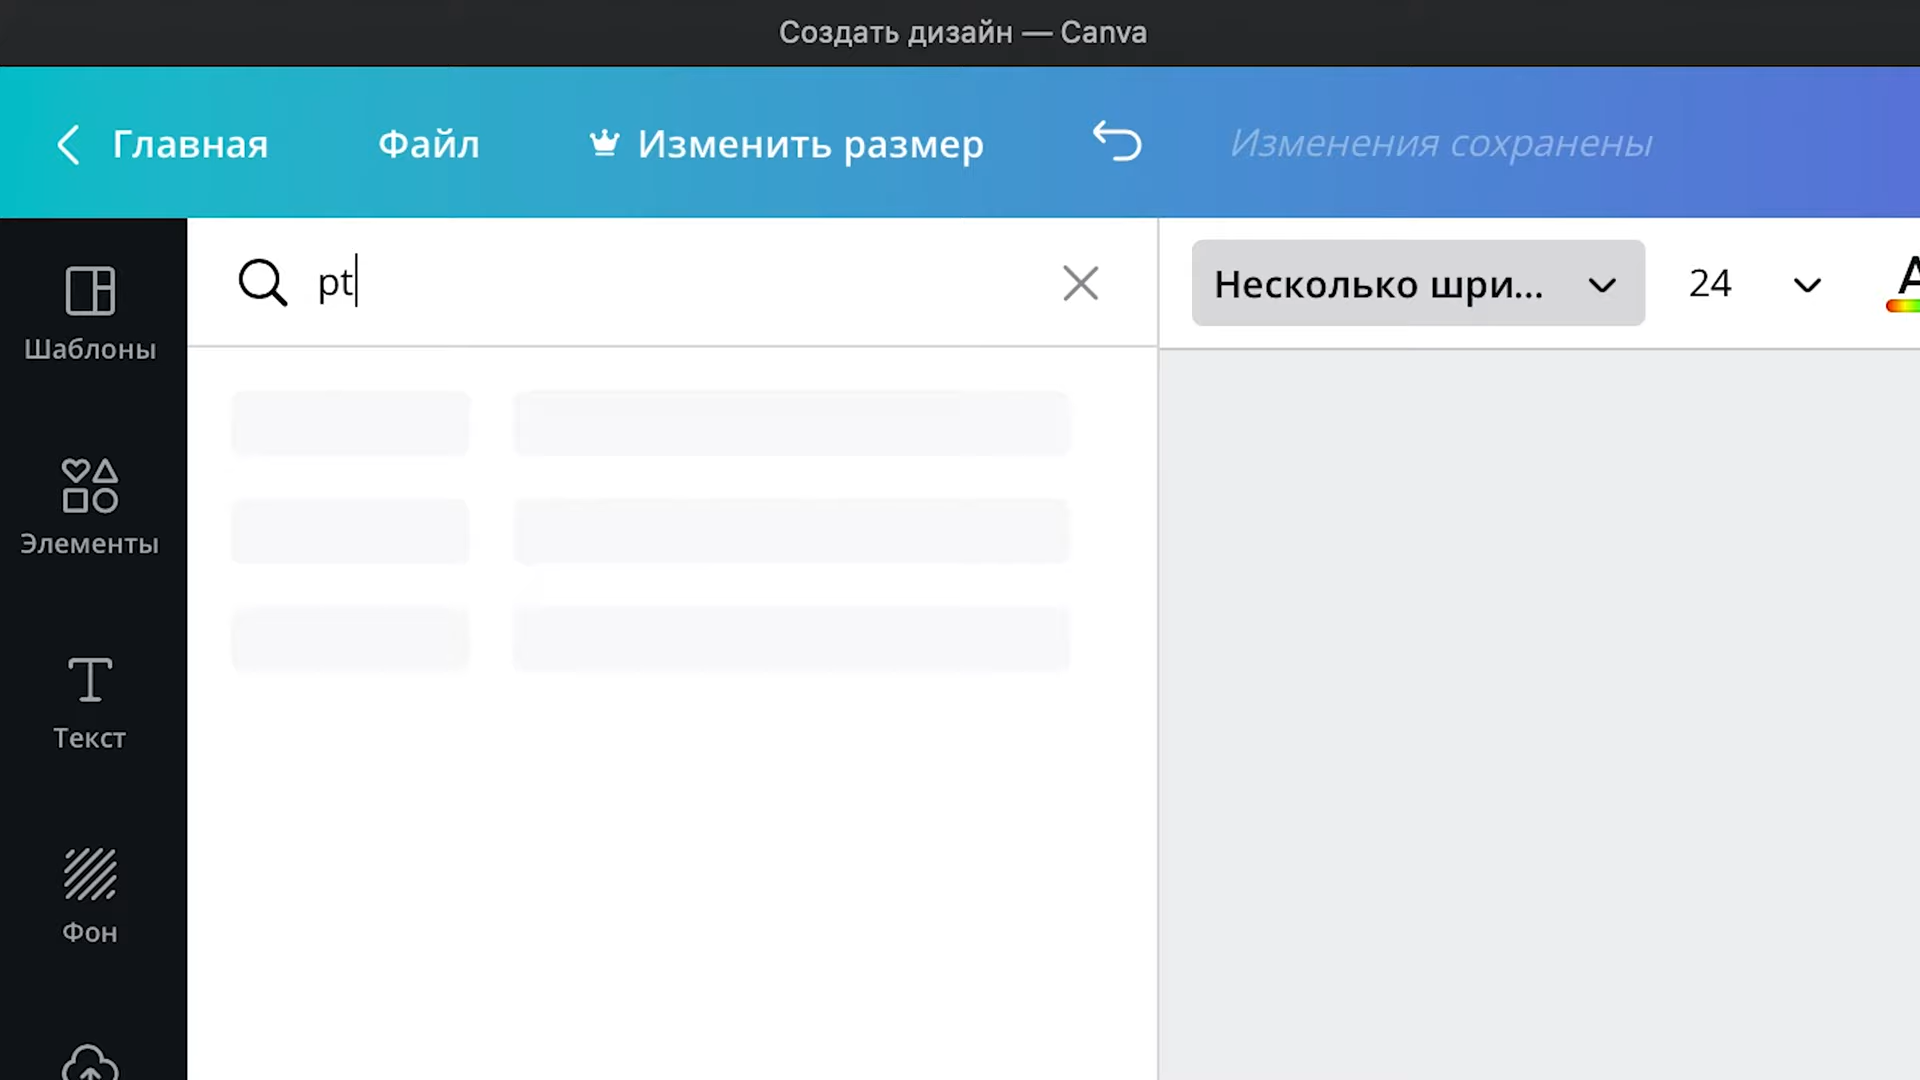 Создать дизайн — Canva
Главная Файл Изменить размер Изменения сохранены
pt Несколько шри... 24 A
Шаблоны
Элементы
Текст
Фон